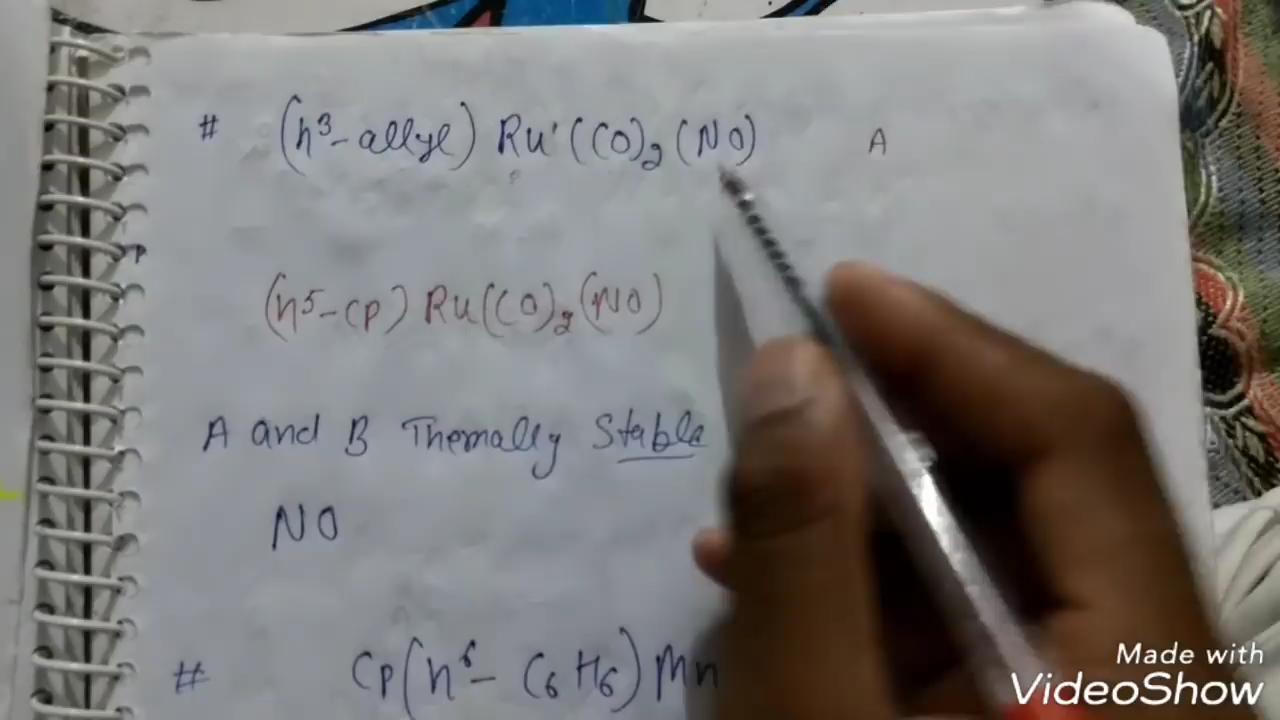 # (η³-allyl) Ru (CO)₂ (NO) A
(η⁵-Cp) Ru(CO)₂(NO)
A and B Themally Stable
NO
# Cp(η⁶- C₆H₆) Mn
Made with
VideoShow